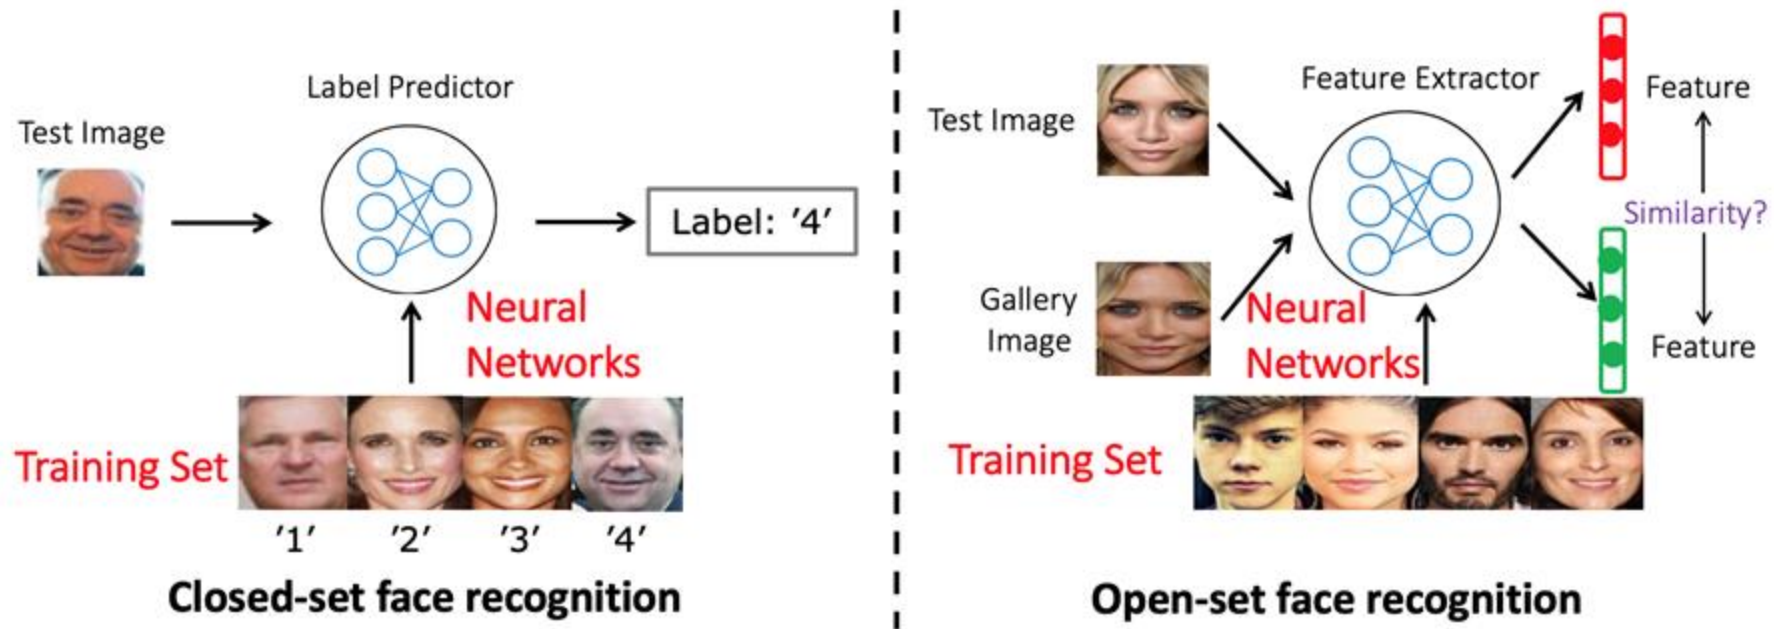 Label Predictor
Test Image
Label: '4'
Neural
Networks
Training Set
'1' '2' '3' '4'
Closed-set face recognition
Feature Extractor
Test Image
Feature
Similarity?
Gallery
Image
Neural
Networks
Feature
Training Set
Open-set face recognition